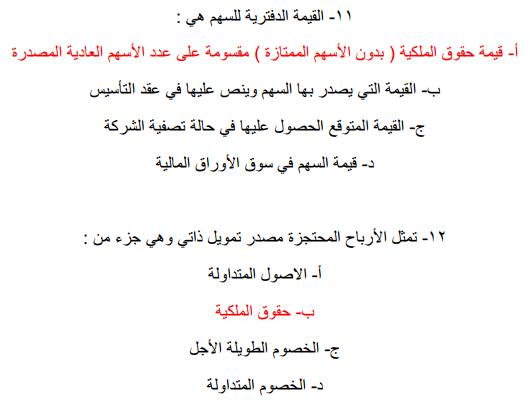 ١١- القيمة الدفترية للسهم هي :
أ- قيمة حقوق الملكية ( بدون الأسهم الممتازة ) مقسومة على عدد الأسهم العادية المصدرة
ب- القيمة التي يصدر بها السهم وينص عليها في عقد التأسيس
ج- القيمة المتوقع الحصول عليها في حالة تصفية الشركة
د- قيمة السهم في سوق الأوراق المالية
١٢- تمثل الأرباح المحتجزة مصدر تمويل ذاتي وهي جزء من :
أ- الاصول المتداولة
ب- حقوق الملكية
ج- الخصوم الطويلة الأجل
د- الخصوم المتداولة